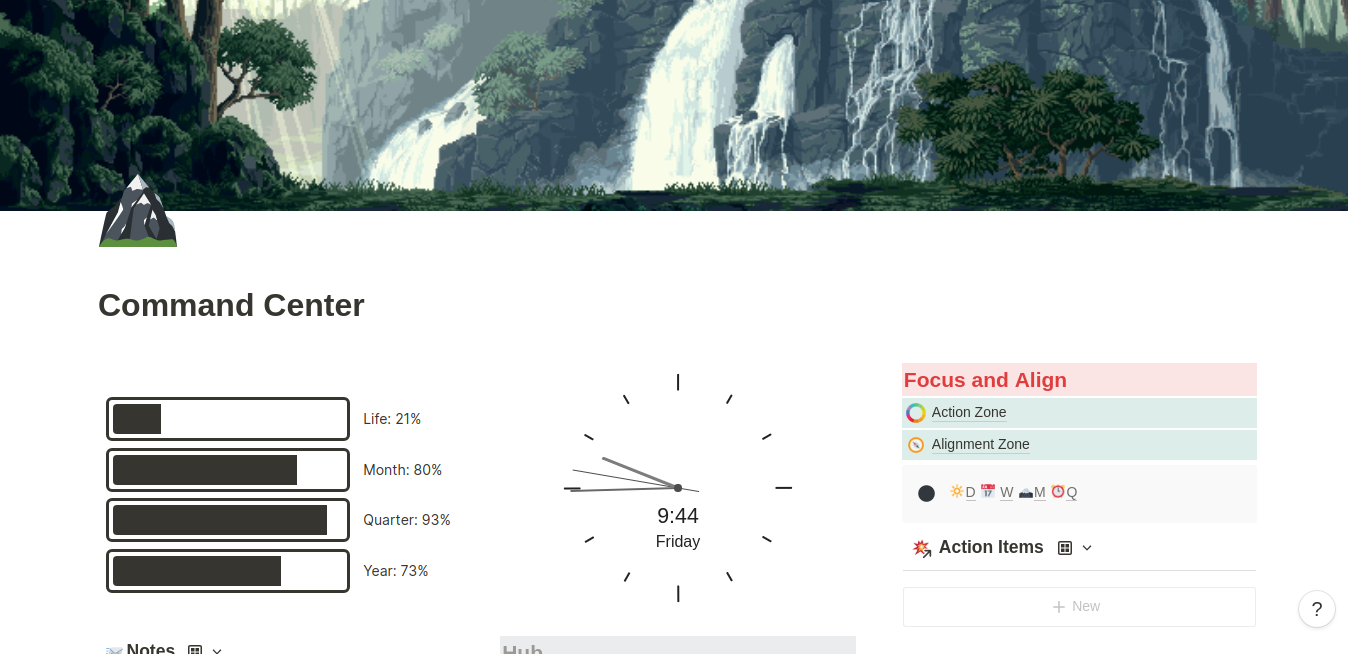 Command Center
Life: 21%
Month: 80%
Quarter: 93%
Year: 73%
9:44
Friday
Focus and Align
Action Zone
Alignment Zone
D W M Q
Action Items
New
Notes
Hub
?